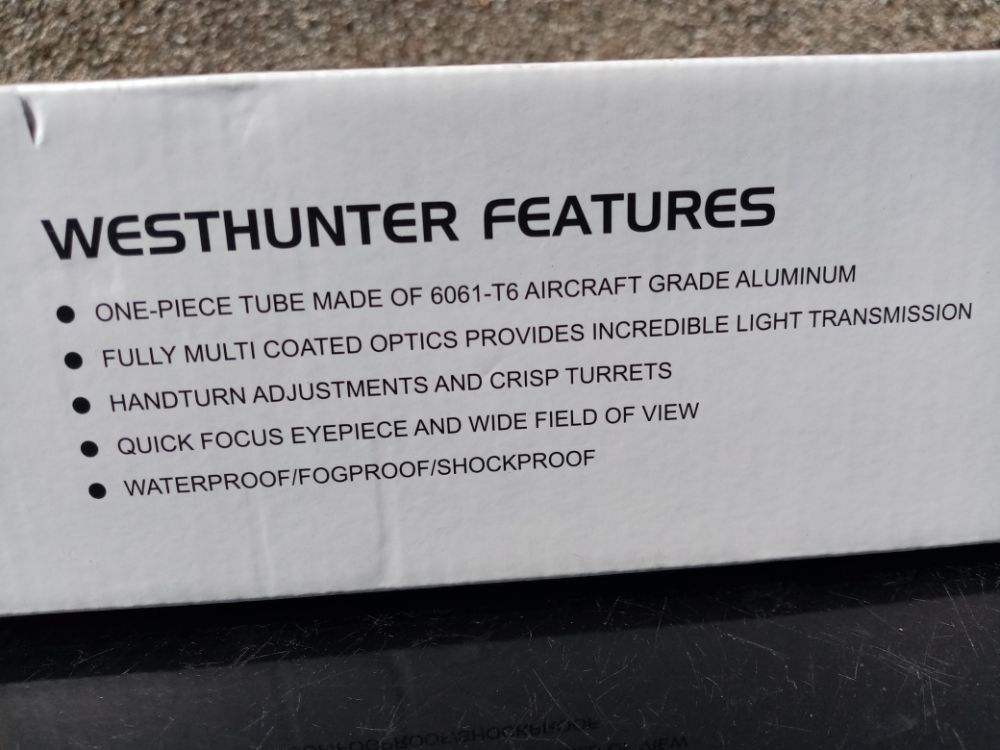 WESTHUNTER FEATURES
● ONE-PIECE TUBE MADE OF 6061-T6 AIRCRAFT GRADE ALUMINUM
● FULLY MULTI COATED OPTICS PROVIDES INCREDIBLE LIGHT TRANSMISSION
● HANDTURN ADJUSTMENTS AND CRISP TURRETS
● QUICK FOCUS EYEPIECE AND WIDE FIELD OF VIEW
● WATERPROOF/FOGPROOF/SHOCKPROOF